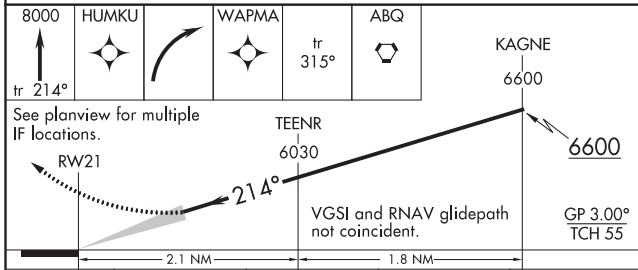 8000
tr 214°
HUMKU
WAPMA
tr
315°
ABQ
See planview for multiple
IF locations.
RW21
TEENR
6030
KAGNE
6600
6600
214°
VGSI and RNAV glidepath
not coincident.
GP 3.00°
TCH 55
2.1 NM
1.8 NM